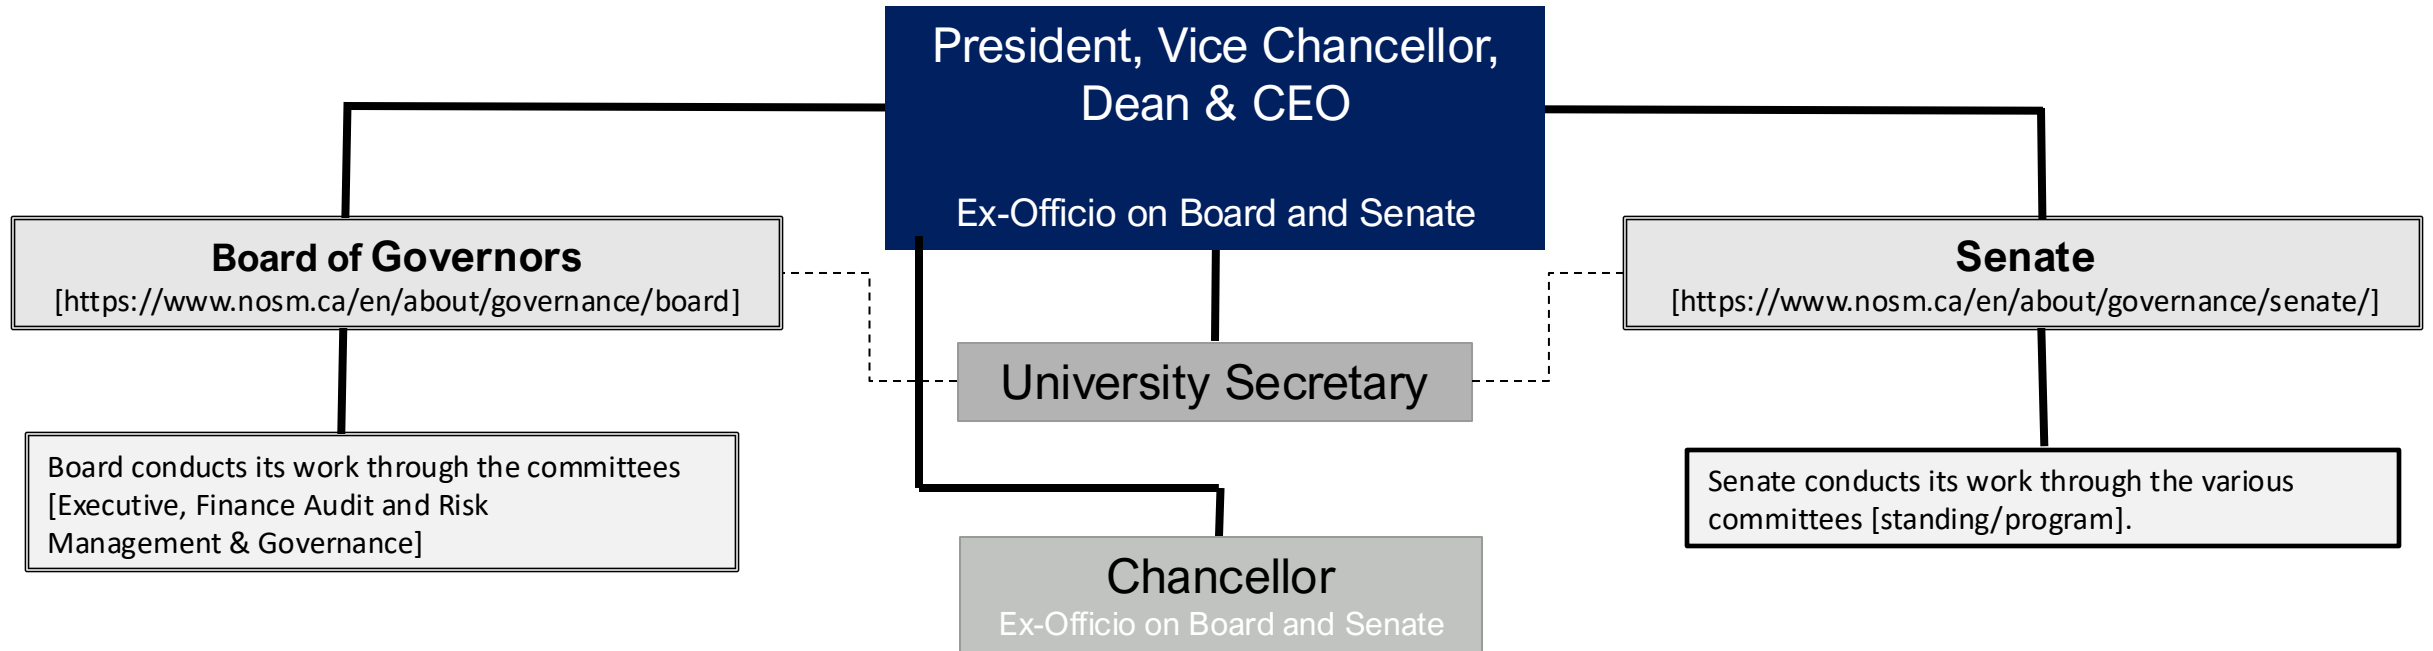 President, Vice Chancellor,
Dean & CEO
Ex-Officio on Board and Senate
Board of Governors
[https://www.nosm.ca/en/about/governance/board]
Senate
[https://www.nosm.ca/en/about/governance/senate/]
University Secretary
Board conducts its work through the committees
[Executive, Finance Audit and Risk
Management & Governance]
Senate conducts its work through the various
committees [standing/program].
Chancellor
Ex-Officio on Board and Senate